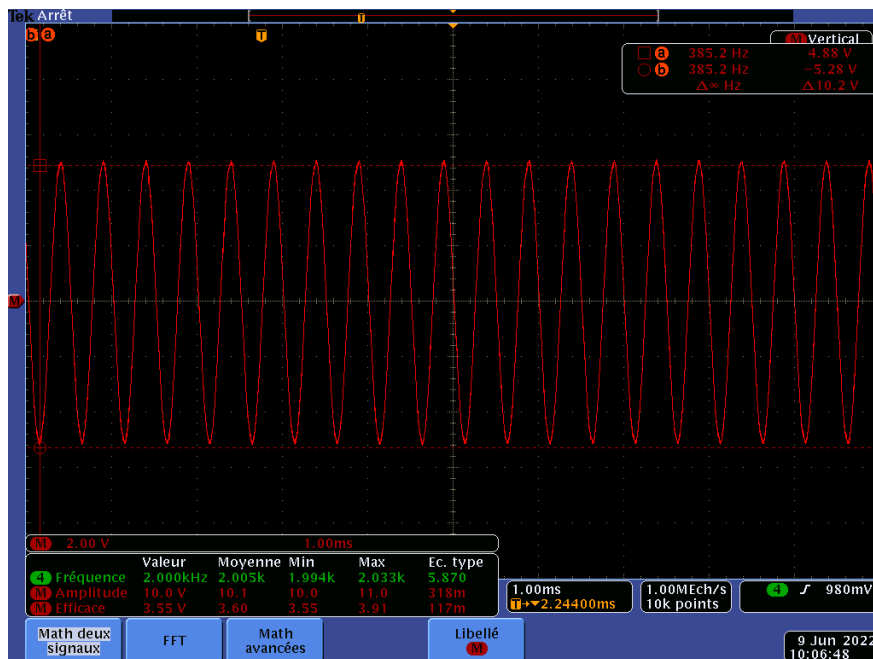 Tek Arrêt
T
b a T M Vertical
a 385.2 Hz 4.88 V
b 385.2 Hz −5.28 V
Δ∞ Hz Δ10.2 V
M
M 2.00 V 1.00ms
Valeur Moyenne Min Max Ec. type
4 Fréquence 2.000kHz 2.005k 1.994k 2.033k 5.870
M Amplitude 10.0 V 10.1 10.0 11.0 318m
M Efficace 3.55 V 3.60 3.55 3.91 117m
1.00ms 1.00MEch/s 4 980mV
T→▼2.24400ms 10k points
Math deux signaux
FFT
Math avancées
Libellé
M
9 Jun 2022
10:06:48